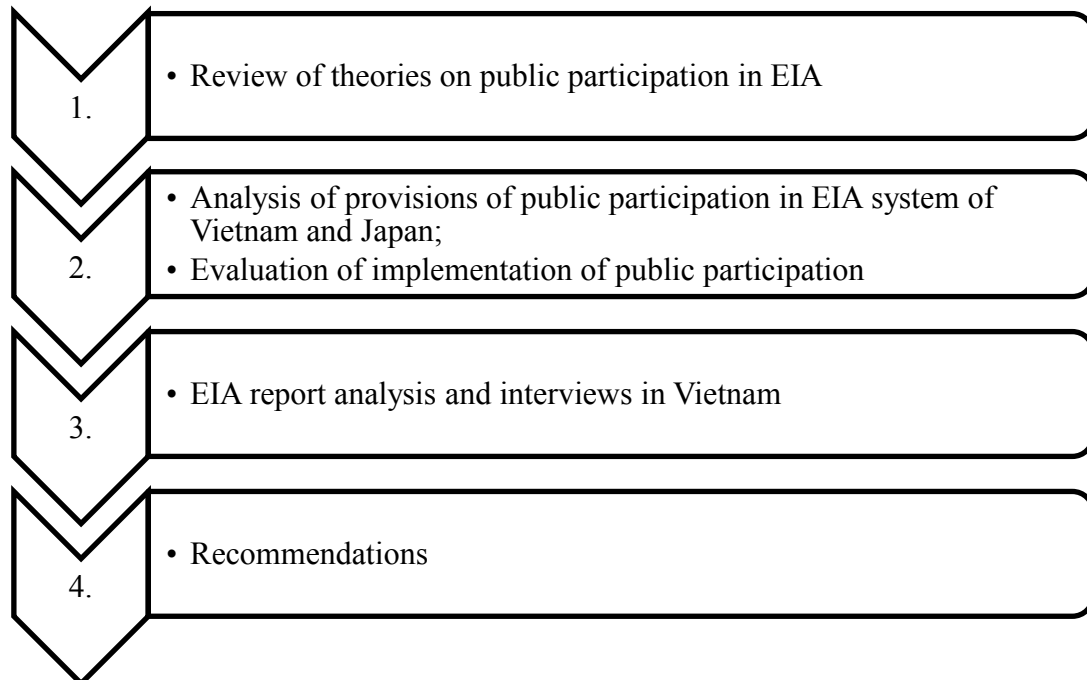 1.
• Review of theories on public participation in EIA
2.
• Analysis of provisions of public participation in EIA system of
Vietnam and Japan;
• Evaluation of implementation of public participation
3.
• EIA report analysis and interviews in Vietnam
4.
• Recommendations